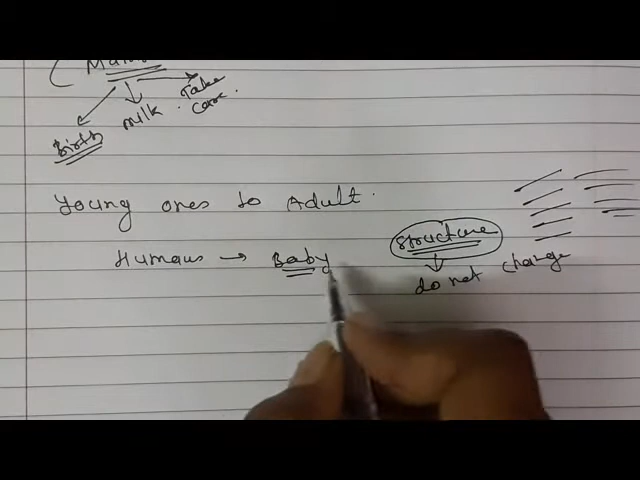 Birth milk Take
care.
Young ones to Adult.
Humans → Baby structure
do not change